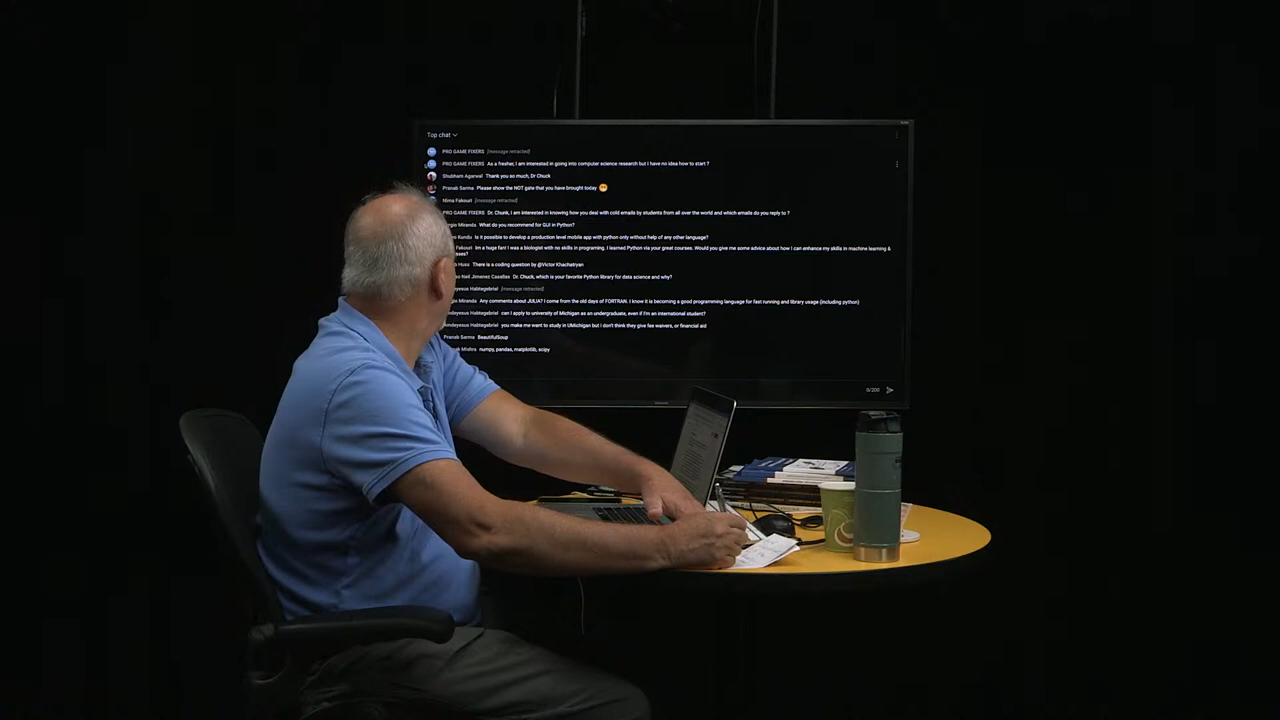 Top chat
PRO GAME FIXERS [message retracted]
PRO GAME FIXERS As a fresher, I am interested in going into computer science research but i have no idea how to start ?
Shubham Agarwal Thank you so much, Dr Chuck
Pranab Sarma Please show the NOT gate that you have brought today
Nima Fakouri [message retracted]
PRO GAME FIXERS Dr. Chunk, I am interested in knowing how you deal with cold emails by students from all over the world and which emails do you reply to ?
Miranda What do you recommend for GUI in Python?
Kundu Is it possible to develop a production level mobile app with python only without help of any other language?
Fakouri Im a huge fan! I was a biologist with no skills in programing. I learned Python via your great courses. Would you give me some advice about how I can enhance my skills in machine learning &
There is a coding question by @Victor Khachatryan
Neil Jimenez Casallas Dr. Chuck, which is your favorite Python library for data science and why?
Habtegebriel [message retracted]
Miranda Any comments about JULIA? I come from the old days of FORTRAN. I know it is becoming a good programming language for fast running and library usage (including python)
Habtegebriel can I apply to university of Michigan as an undergraduate, even if I'm an international student?
Habtegebriel you make me want to study in UMichigan but I don't think they give fee waivers, or financial aid
Pranab Sarma BeautifulSoup
Mishra numpy, pandas, matplotlib, scipy
0/200